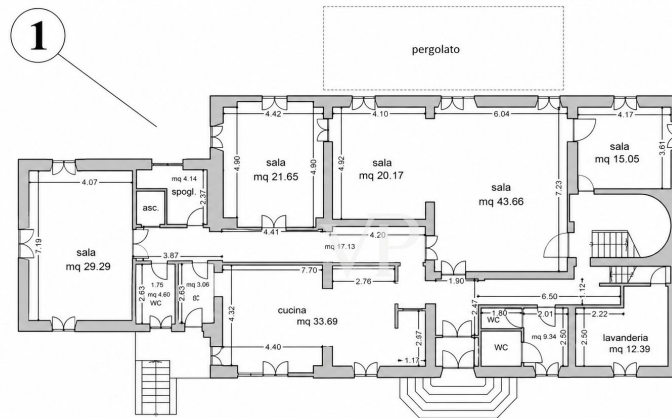 1
pergolato
4.42
4.10
6.04
4.17
sala
mq 21.65
4.90
4.90
4.92
sala
mq 20.17
sala
mq 43.66
7.23
sala
mq 15.05
3.61
4.07
mq 4.14
spogl.
2.37
asc.
7.19
sala
mq 29.29
4.41
4.20
mq 17.13
MP
3.87
1.75
mq 4.60
WC
2.63
mq 3.06
2.63
7.70
2.76
1.90
cucina
mq 33.69
4.32
4.40
1.17
2.97
2.47
6.50
1.12
WC
1.80
2.01
2.22
WC
mq 9.34
2.50
2.50
lavanderia
mq 12.39